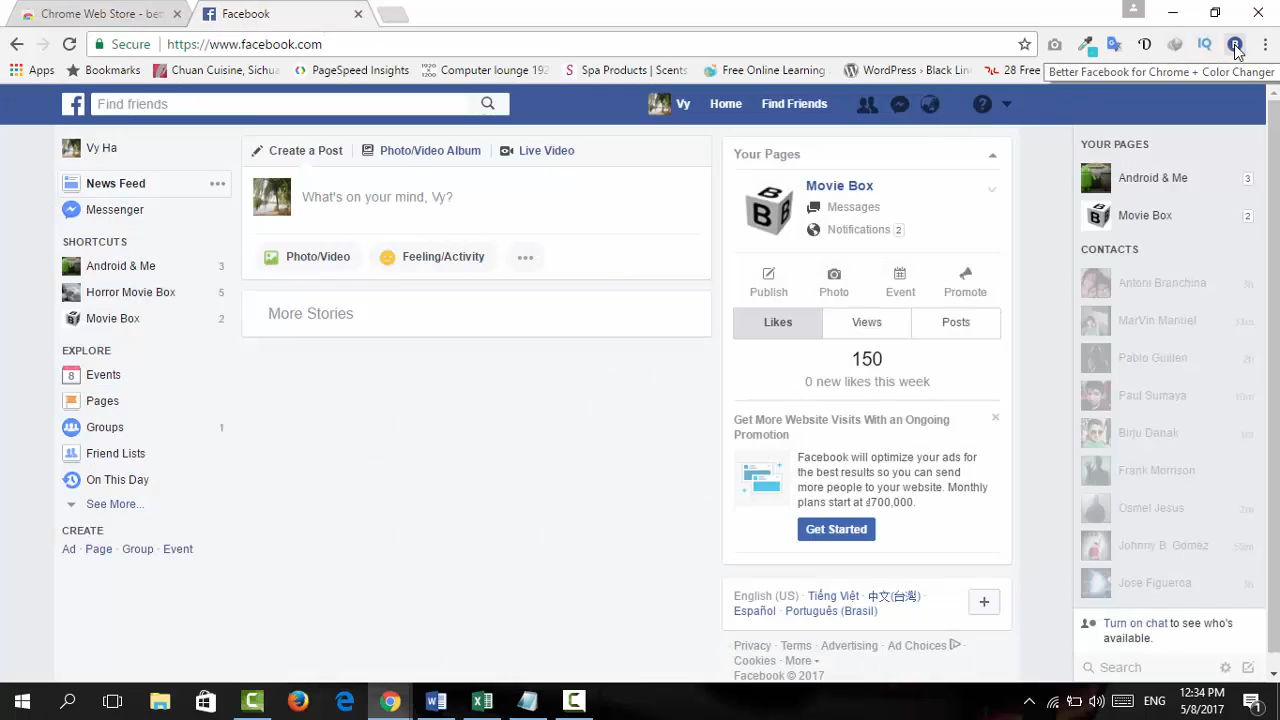 Chrome Web Store - bet
Facebook
Secure
https://www.facebook.com
Apps
Bookmarks
Chuan Cuisine, Sichua
PageSpeed Insights
Computer lounge 192
Spa Products | Scents
Free Online Learning
WordPress › Black Lin
28 Free
Better Facebook for Chrome + Color Changer
Find friends
Vy
Home
Find Friends
Vy Ha
News Feed
Messenger
SHORTCUTS
Android & Me 3
Horror Movie Box 5
Movie Box 2
EXPLORE
8 Events
Pages
Groups 1
Friend Lists
On This Day
See More...
CREATE
Ad · Page · Group · Event
Create a Post
Photo/Video Album
Live Video
What's on your mind, Vy?
Photo/Video
Feeling/Activity
More Stories
Your Pages
Movie Box
Messages
Notifications 2
Publish
Photo
Event
Promote
Likes
Views
Posts
150
0 new likes this week
Get More Website Visits With an Ongoing
Promotion
Facebook will optimize your ads for
the best results so you can send
more people to your website. Monthly
plans start at ₫700,000.
Get Started
English (US) · Tiếng Việt · 中文(台灣) ·
Español · Português (Brasil)
Privacy · Terms · Advertising · Ad Choices ·
Cookies · More
Facebook © 2017
YOUR PAGES
Android & Me 3
Movie Box 2
CONTACTS
Antoni Branchina
MarVin Manuel
Pablo Guillen
Paul Sumaya
Birju Danak
Frank Morrison
Osmel Jesus 2m
Johnny B. Gomez
Jose Figueroa
Turn on chat to see who's
available.
Search
ENG
12:34 PM
5/8/2017